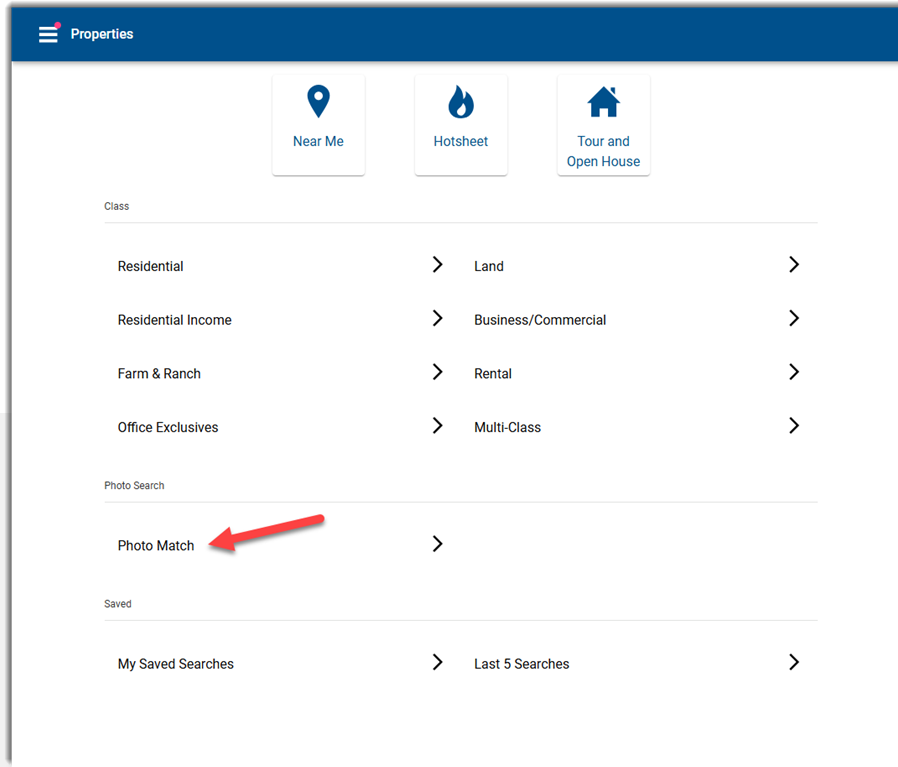 Properties
Near Me
Hotsheet
Tour and
Open House
Class
Residential
Land
Residential Income
Business/Commercial
Farm & Ranch
Rental
Office Exclusives
Multi-Class
Photo Search
Photo Match
Saved
My Saved Searches
Last 5 Searches